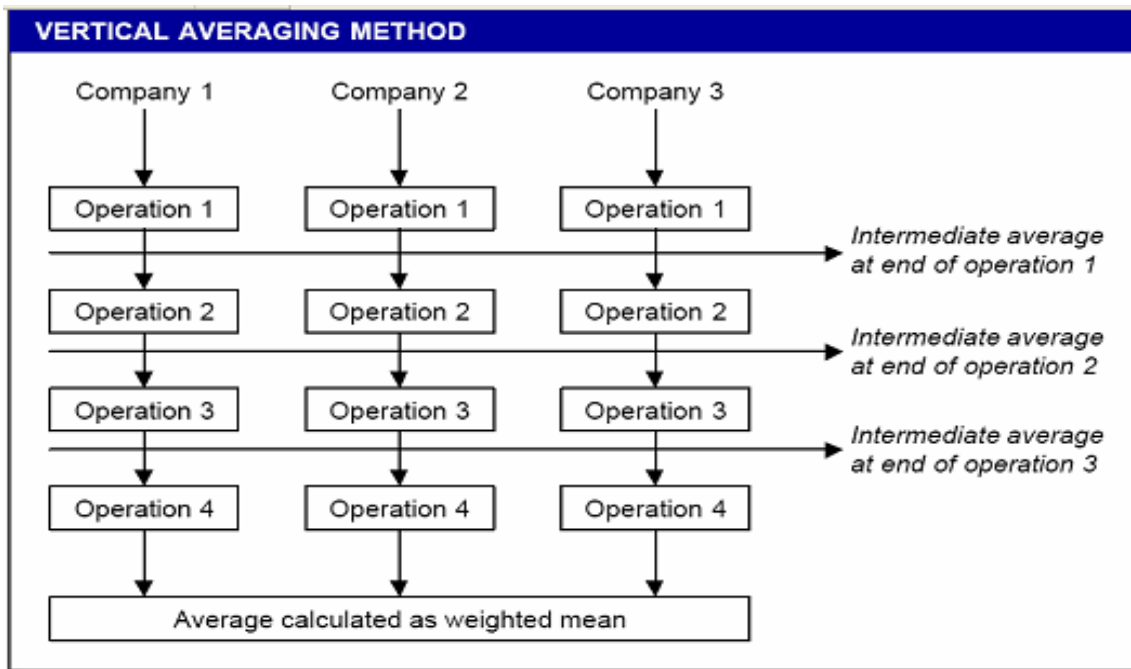 VERTICAL AVERAGING METHOD
Company 1
Company 2
Company 3
Operation 1
Operation 1
Operation 1
Intermediate average
at end of operation 1
Operation 2
Operation 2
Operation 2
Intermediate average
at end of operation 2
Operation 3
Operation 3
Operation 3
Intermediate average
at end of operation 3
Operation 4
Operation 4
Operation 4
Average calculated as weighted mean